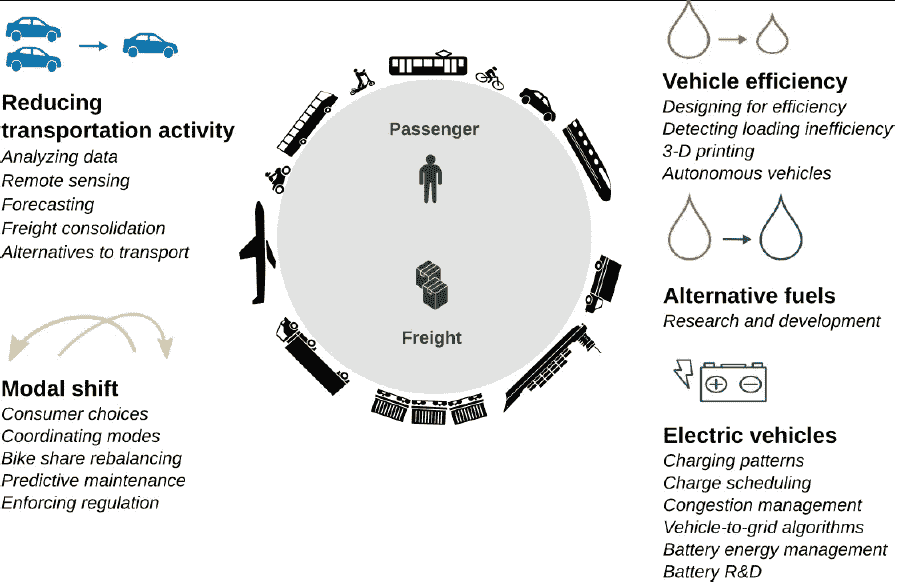 Reducing
transportation activity
Analyzing data
Remote sensing
Forecasting
Freight consolidation
Alternatives to transport
Modal shift
Consumer choices
Coordinating modes
Bike share rebalancing
Predictive maintenance
Enforcing regulation
Passenger
Freight
Vehicle efficiency
Designing for efficiency
Detecting loading inefficiency
3-D printing
Autonomous vehicles
Alternative fuels
Research and development
Electric vehicles
Charging patterns
Charge scheduling
Congestion management
Vehicle-to-grid algorithms
Battery energy management
Battery R&D